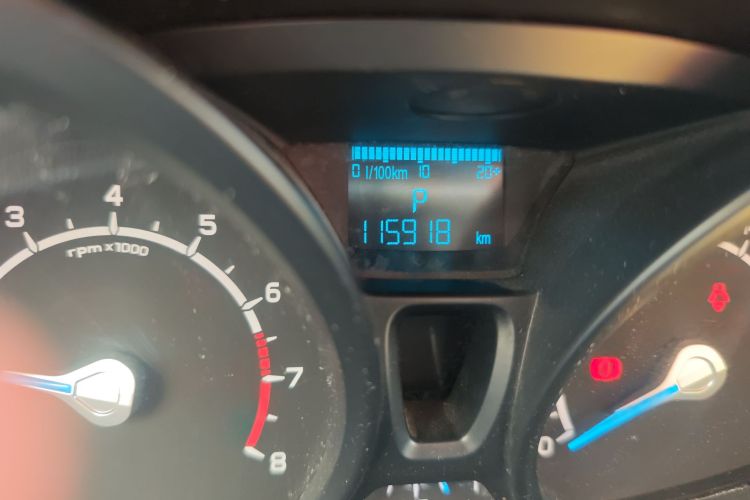 0 l/100km 10 20+
P
115918 km
3 4 5 6 7 8
rpm x1000
0